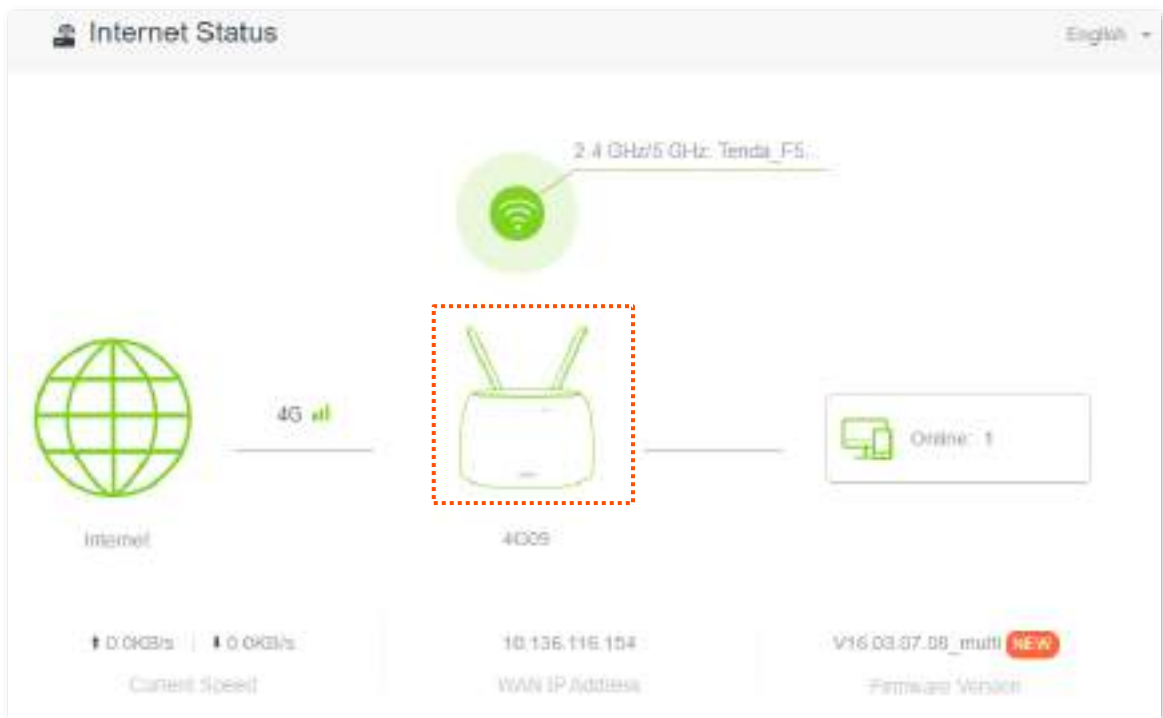 Internet Status
English
2.4 GHz/5 GHz: Tenda_F5...
4G
Online: 1
Internet
4G09
0.0KB/s
0.0KB/s
10.136.116.154
V16.03.07.08_multi NEW
Current Speed
WAN IP Address
Firmware Version